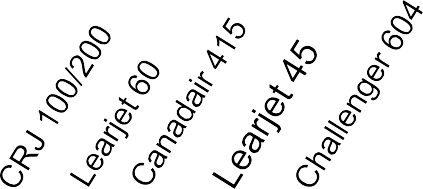 CRJ 100/200
Learjet 60
Canadair 415
Learjet 45
Challenger 604